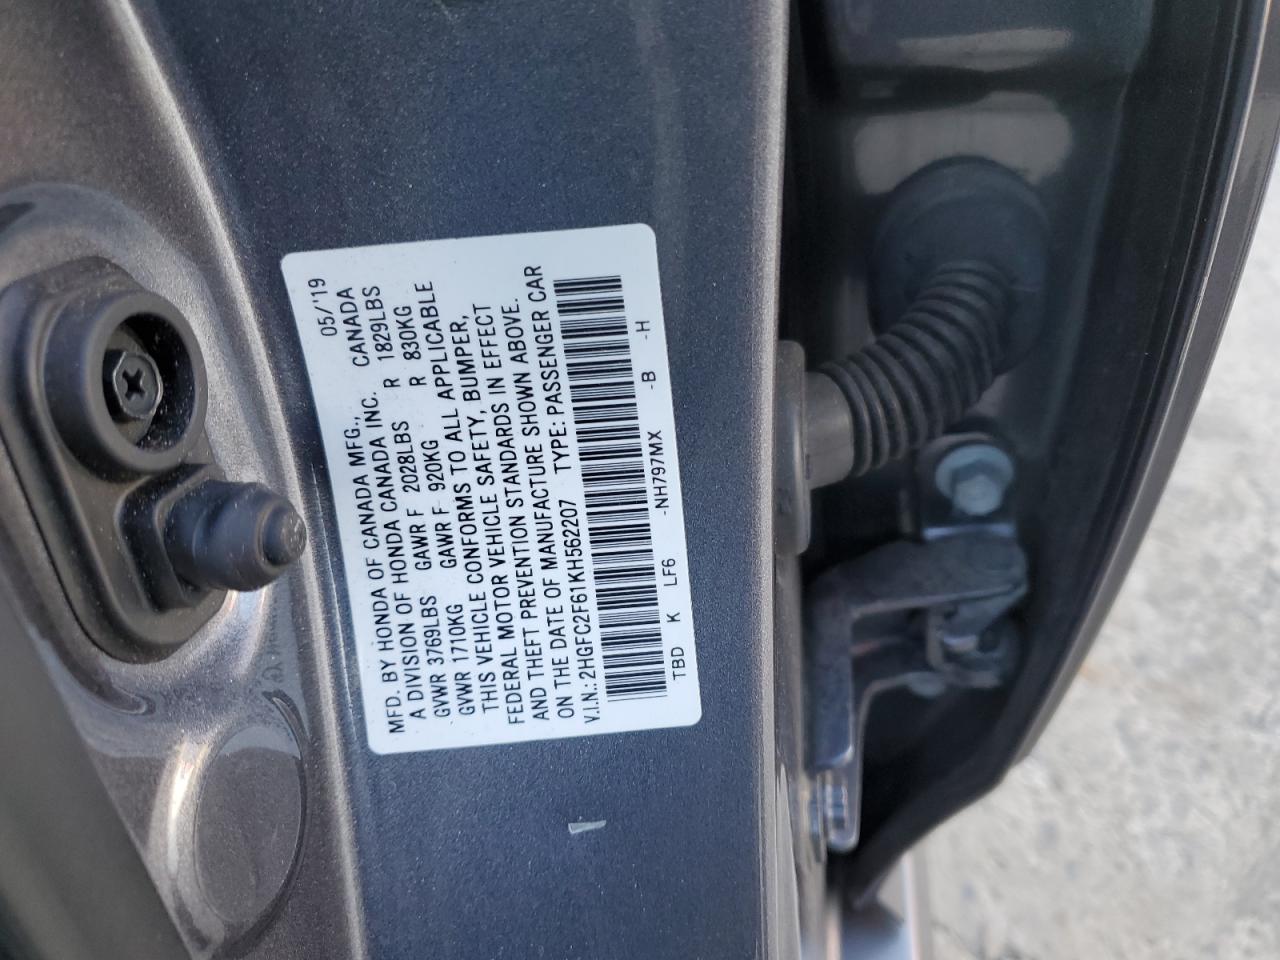 05/'19
MFD. BY HONDA OF CANADA MFG., CANADA
A DIVISION OF HONDA CANADA INC.
GVWR 3769LBS GAWR F 2028LBS R 1829LBS
GVWR 1710KG GAWR F 920KG R 830KG
THIS VEHICLE CONFORMS TO ALL APPLICABLE
FEDERAL MOTOR VEHICLE SAFETY, BUMPER,
AND THEFT PREVENTION STANDARDS IN EFFECT
ON THE DATE OF MANUFACTURE SHOWN ABOVE.
V.I.N.: 2HGFC2F61KH562207 TYPE: PASSENGER CAR
TBD K LF6 -NH797MX -B -H